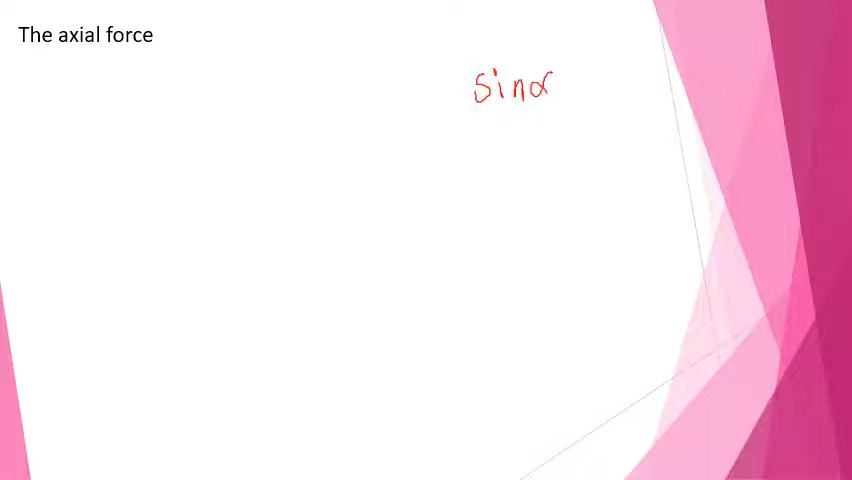 The axial force
sinα